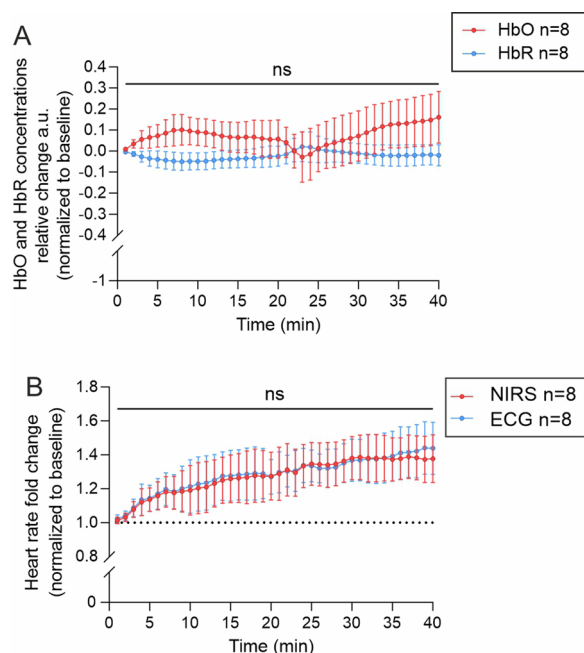 A
HbO n=8
HbR n=8
HbO and HbR concentrations
relative change a.u.
(normalized to baseline)
ns
0.4
0.3
0.2
0.1
0.0
-0.1
-0.2
-0.3
-0.4
-1
0 5 10 15 20 25 30 35 40
Time (min)
B
NIRS n=8
ECG n=8
Heart rate fold change
(normalized to baseline)
ns
1.8
1.6
1.4
1.2
1.0
0.8
0
0 5 10 15 20 25 30 35 40
Time (min)